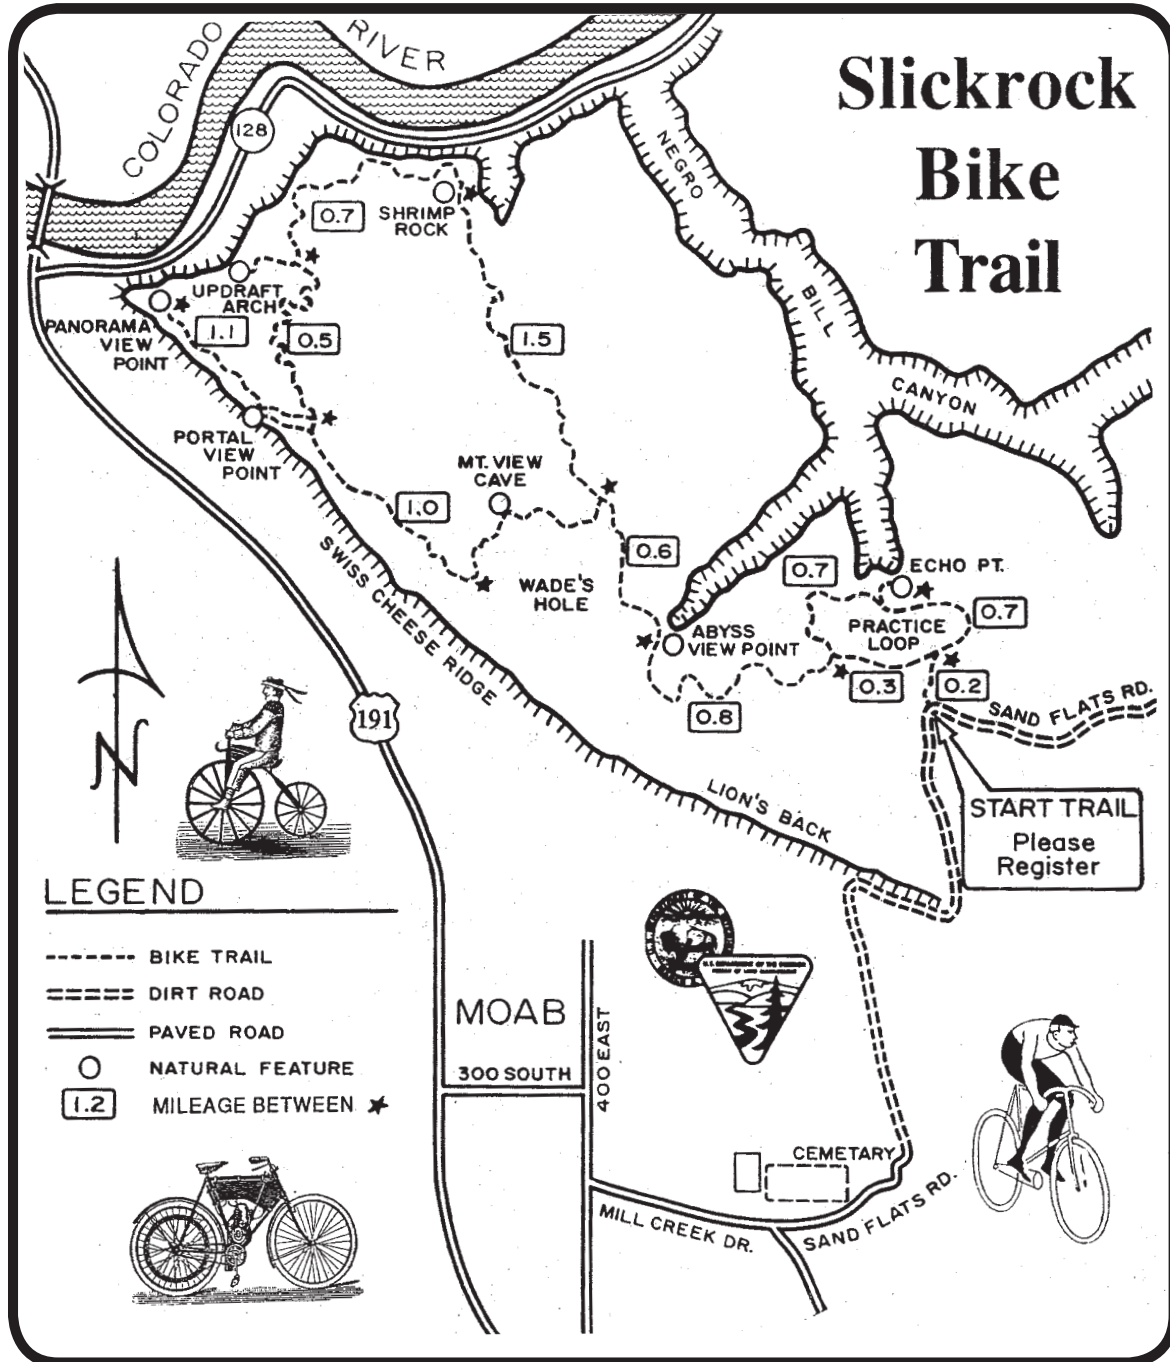 Slickrock
Bike
Trail
COLORADO
RIVER
128
NEGRO
BILL
CANYON
0.7
SHRIMP
ROCK
UPDRAFT
ARCH
PANORAMA
VIEW
POINT
1.1
0.5
1.5
PORTAL
VIEW
POINT
MT. VIEW
CAVE
1.0
SWISS CHEESE RIDGE
WADE'S
HOLE
0.6
0.7
ECHO PT.
0.7
PRACTICE
LOOP
ABYSS
VIEW POINT
0.3
0.2
0.8
SAND FLATS RD.
191
N
LION'S BACK
START TRAIL
Please
Register
LEGEND
BIKE TRAIL
DIRT ROAD
PAVED ROAD
NATURAL FEATURE
1.2
MILEAGE BETWEEN
MOAB
300 SOUTH
400 EAST
CEMETARY
MILL CREEK DR.
SAND FLATS RD.